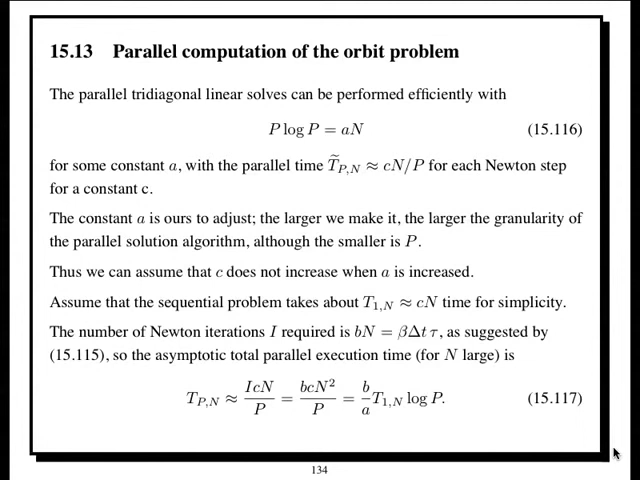 15.13 Parallel computation of the orbit problem
The parallel tridiagonal linear solves can be performed efficiently with
P log P = aN (15.116)
for some constant a, with the parallel time T̃_{P,N} ≈ cN/P for each Newton step
for a constant c.
The constant a is ours to adjust; the larger we make it, the larger the granularity of
the parallel solution algorithm, although the smaller is P.
Thus we can assume that c does not increase when a is increased.
Assume that the sequential problem takes about T_{1,N} ≈ cN time for simplicity.
The number of Newton iterations I required is bN = βΔt τ, as suggested by
(15.115), so the asymptotic total parallel execution time (for N large) is
T_{P,N} ≈ IcN/P = bcN²/P = b/a T_{1,N} log P. (15.117)
134